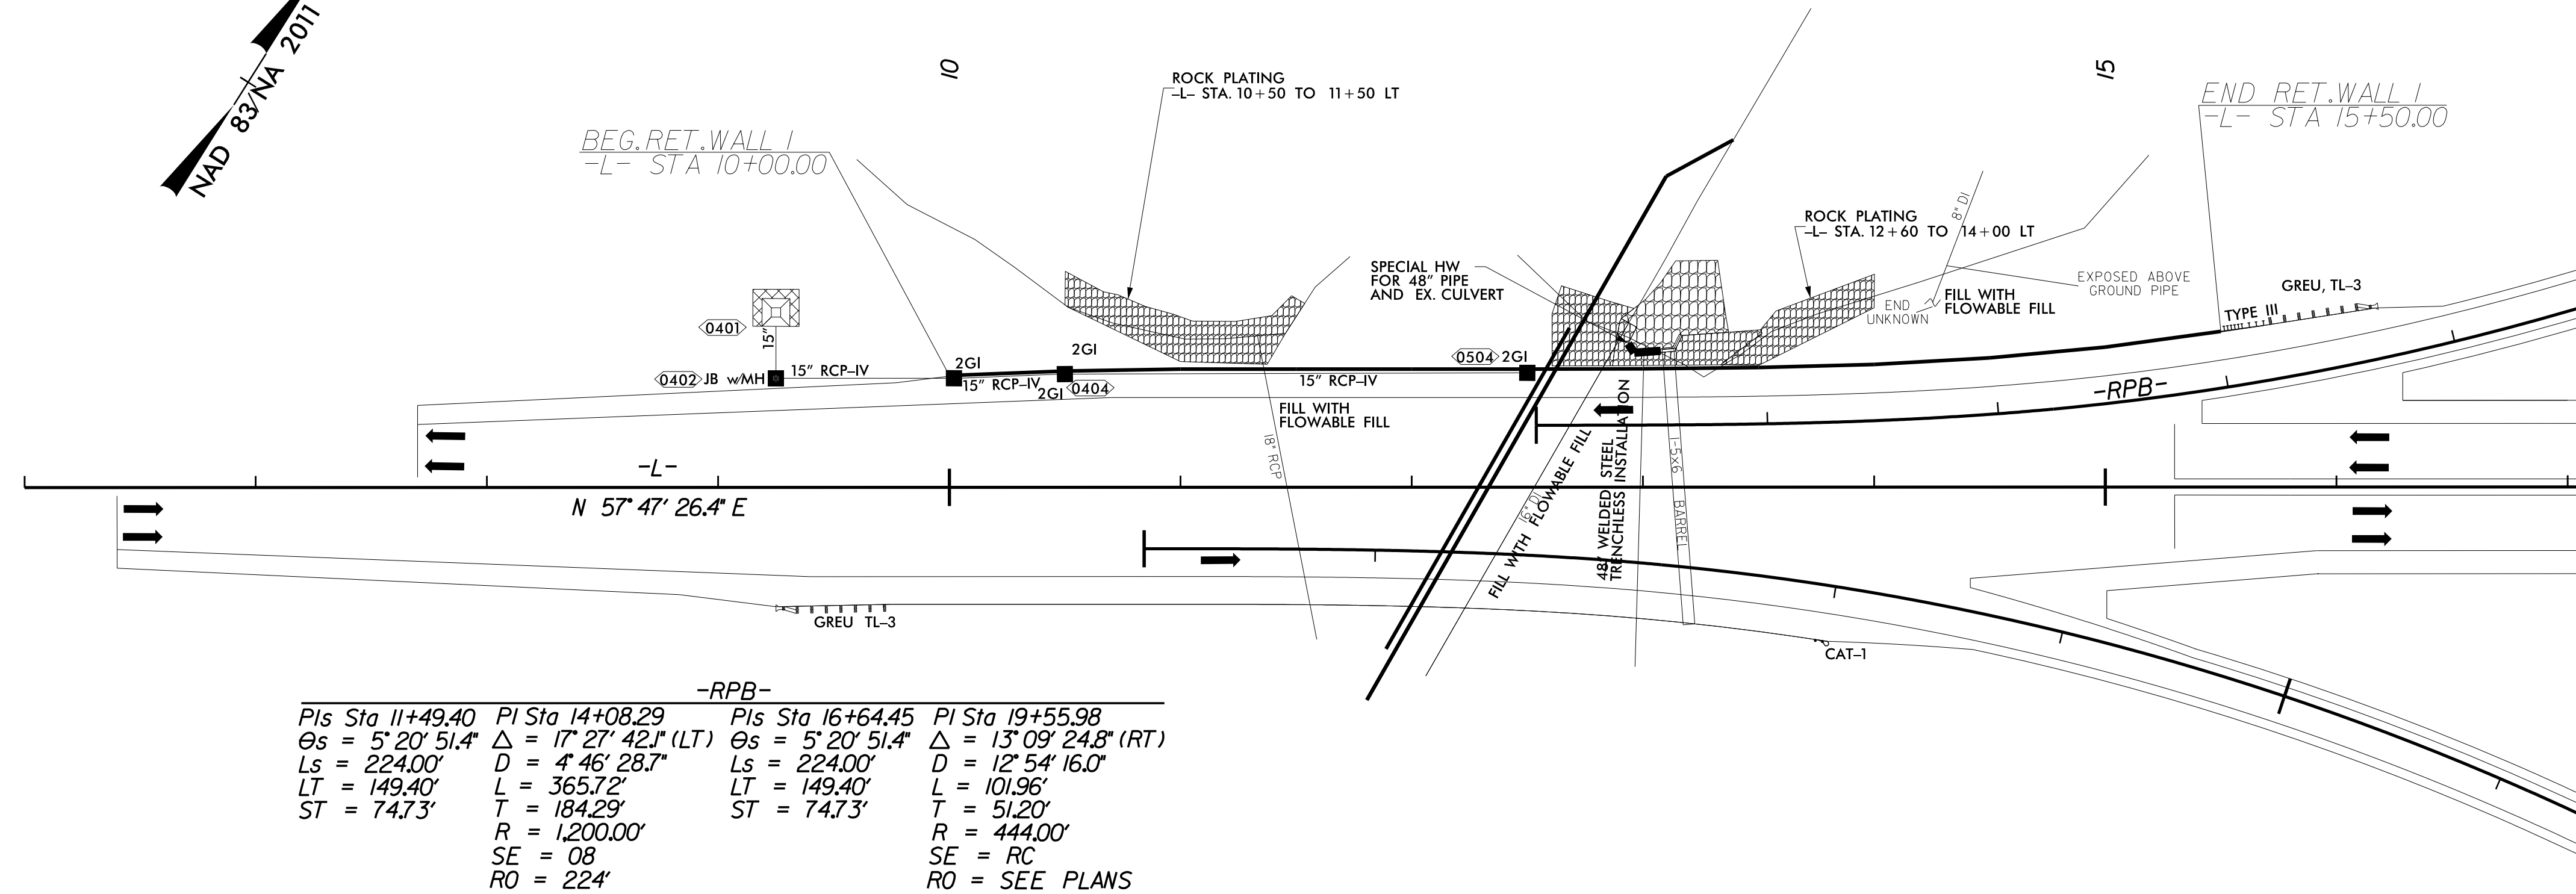 NAD 83/NA 2011
10
15
ROCK PLATING
-L- STA. 10+50 TO 11+50 LT
BEG. RET. WALL 1
-L- STA 10+00.00
END RET. WALL 1
-L- STA 15+50.00
ROCK PLATING
-L- STA. 12+60 TO 14+00 LT
8" DI
SPECIAL HW
FOR 48" PIPE
AND EX. CULVERT
END
UNKNOWN
FILL WITH
FLOWABLE FILL
EXPOSED ABOVE
GROUND PIPE
GREU, TL-3
TYPE III
0401
15"
0402 JB w/MH
15" RCP-IV
2GI
15" RCP-IV
2GI
2GI
0404
15" RCP-IV
0504 2GI
FILL WITH
FLOWABLE FILL
18" RCP
-RPB-
-L-
N 57° 47' 26.4" E
16" DI
FILL WITH FLOWABLE FILL
48" WELDED STEEL
TRENCHLESS INSTALLATION
1-5x6 BARREL
GREU TL-3
CAT-1
-RPB-
PIs Sta 11+49.40
θs = 5° 20' 51.4"
Ls = 224.00'
LT = 149.40'
ST = 74.73'
PI Sta 14+08.29
Δ = 17° 27' 42.1" (LT)
D = 4° 46' 28.7"
L = 365.72'
T = 184.29'
R = 1,200.00'
SE = 08
RO = 224'
PIs Sta 16+64.45
θs = 5° 20' 51.4"
Ls = 224.00'
LT = 149.40'
ST = 74.73'
PI Sta 19+55.98
Δ = 13° 09' 24.8" (RT)
D = 12° 54' 16.0"
L = 101.96'
T = 51.20'
R = 444.00'
SE = RC
RO = SEE PLANS